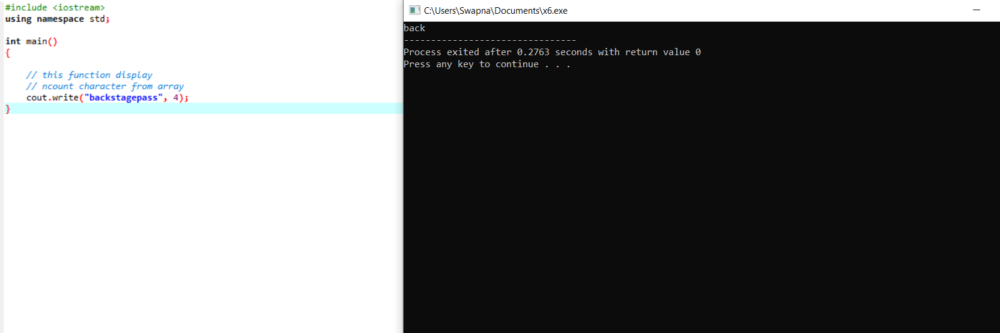 #include <iostream>
using namespace std;
int main()
{
// this function display
// ncount character from array
cout.write("backstagepass", 4);
}
C:\Users\Swapna\Documents\x6.exe
back
--------------------------------
Process exited after 0.2763 seconds with return value 0
Press any key to continue . . .